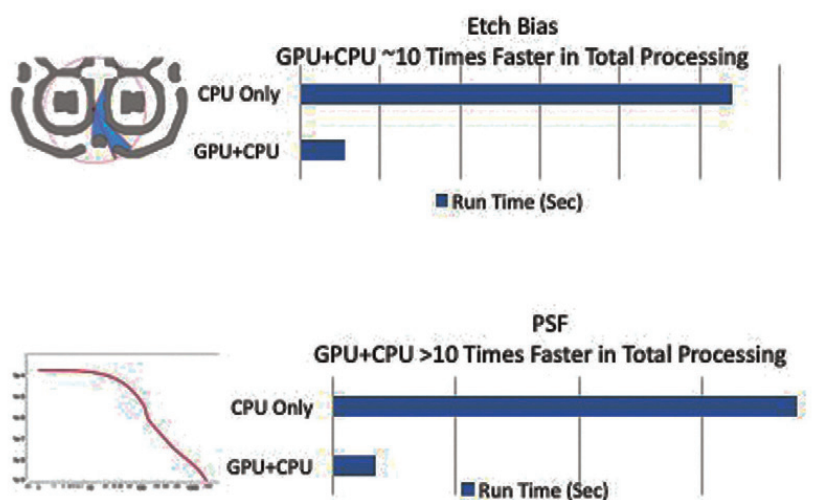 Etch Bias
GPU+CPU ~10 Times Faster in Total Processing
CPU Only
GPU+CPU
Run Time (Sec)
PSF
GPU+CPU >10 Times Faster in Total Processing
CPU Only
GPU+CPU
Run Time (Sec)